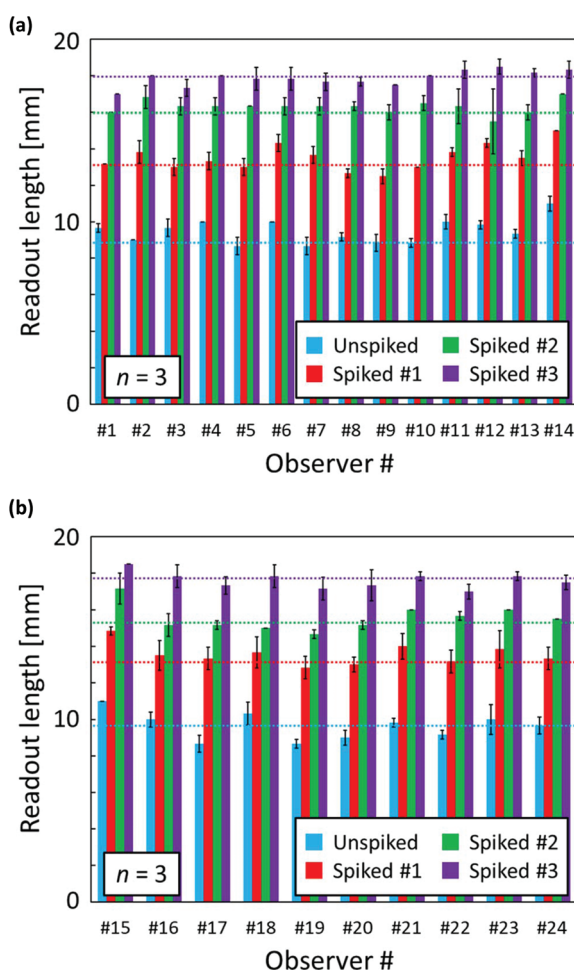 (a)
20
10
0
Readout length [mm]
Unspiked
Spiked #2
Spiked #1
Spiked #3
n = 3
#1 #2 #3 #4 #5 #6 #7 #8 #9 #10 #11 #12 #13 #14
Observer #
(b)
20
10
0
Readout length [mm]
Unspiked
Spiked #2
Spiked #1
Spiked #3
n = 3
#15 #16 #17 #18 #19 #20 #21 #22 #23 #24
Observer #